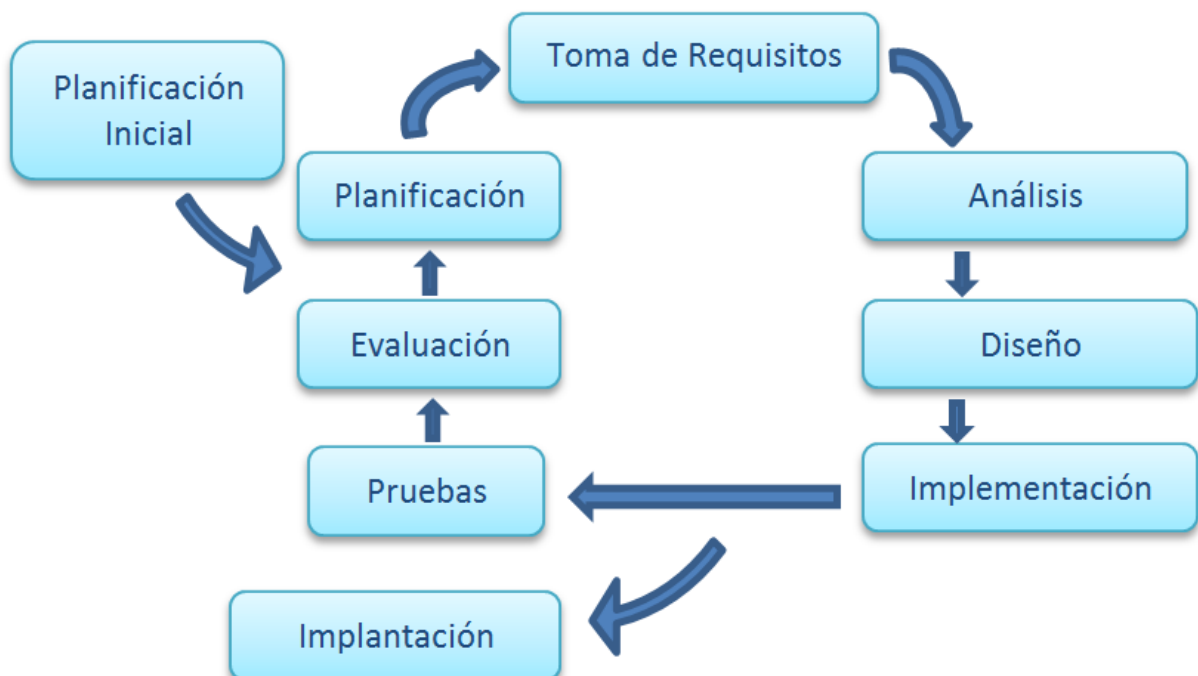 Planificación
Inicial
Toma de Requisitos
Planificación
Análisis
Evaluación
Diseño
Pruebas
Implementación
Implantación